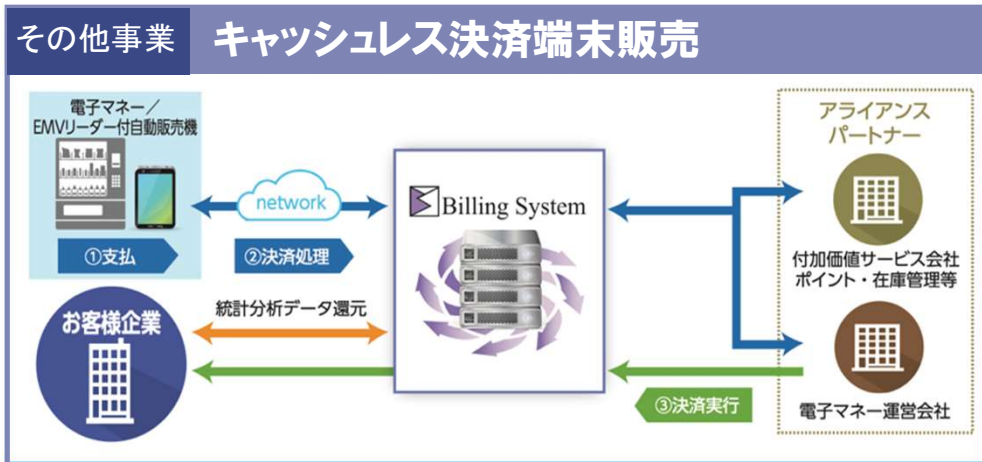 その他事業
キャッシュレス決済端末販売
電子マネー／
EMVリーダー付自動販売機
①支払
network
②決済処理
Billing System
アライアンス
パートナー
付加価値サービス会社
ポイント・在庫管理等
お客様企業
統計分析データ還元
③決済実行
電子マネー運営会社